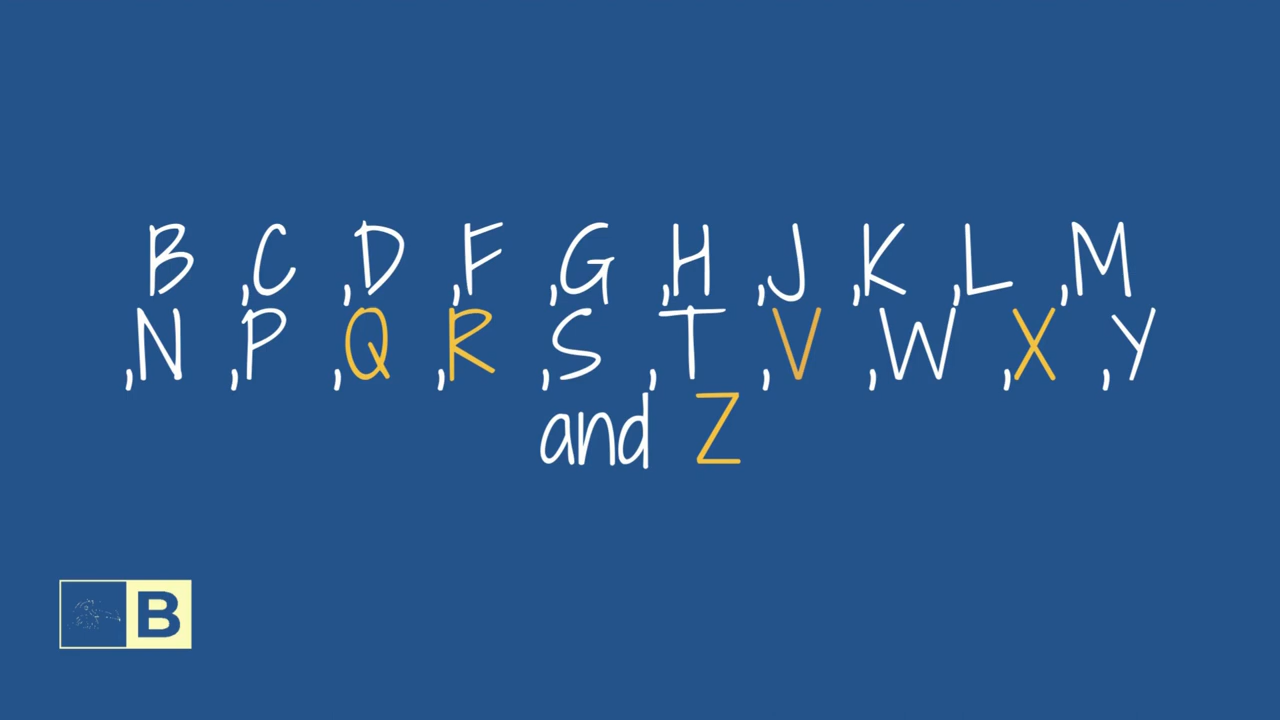 B ,C ,D ,F ,G ,H ,J ,K ,L ,M
,N ,P ,Q ,R ,S ,T ,V ,W ,X ,Y
and Z
B